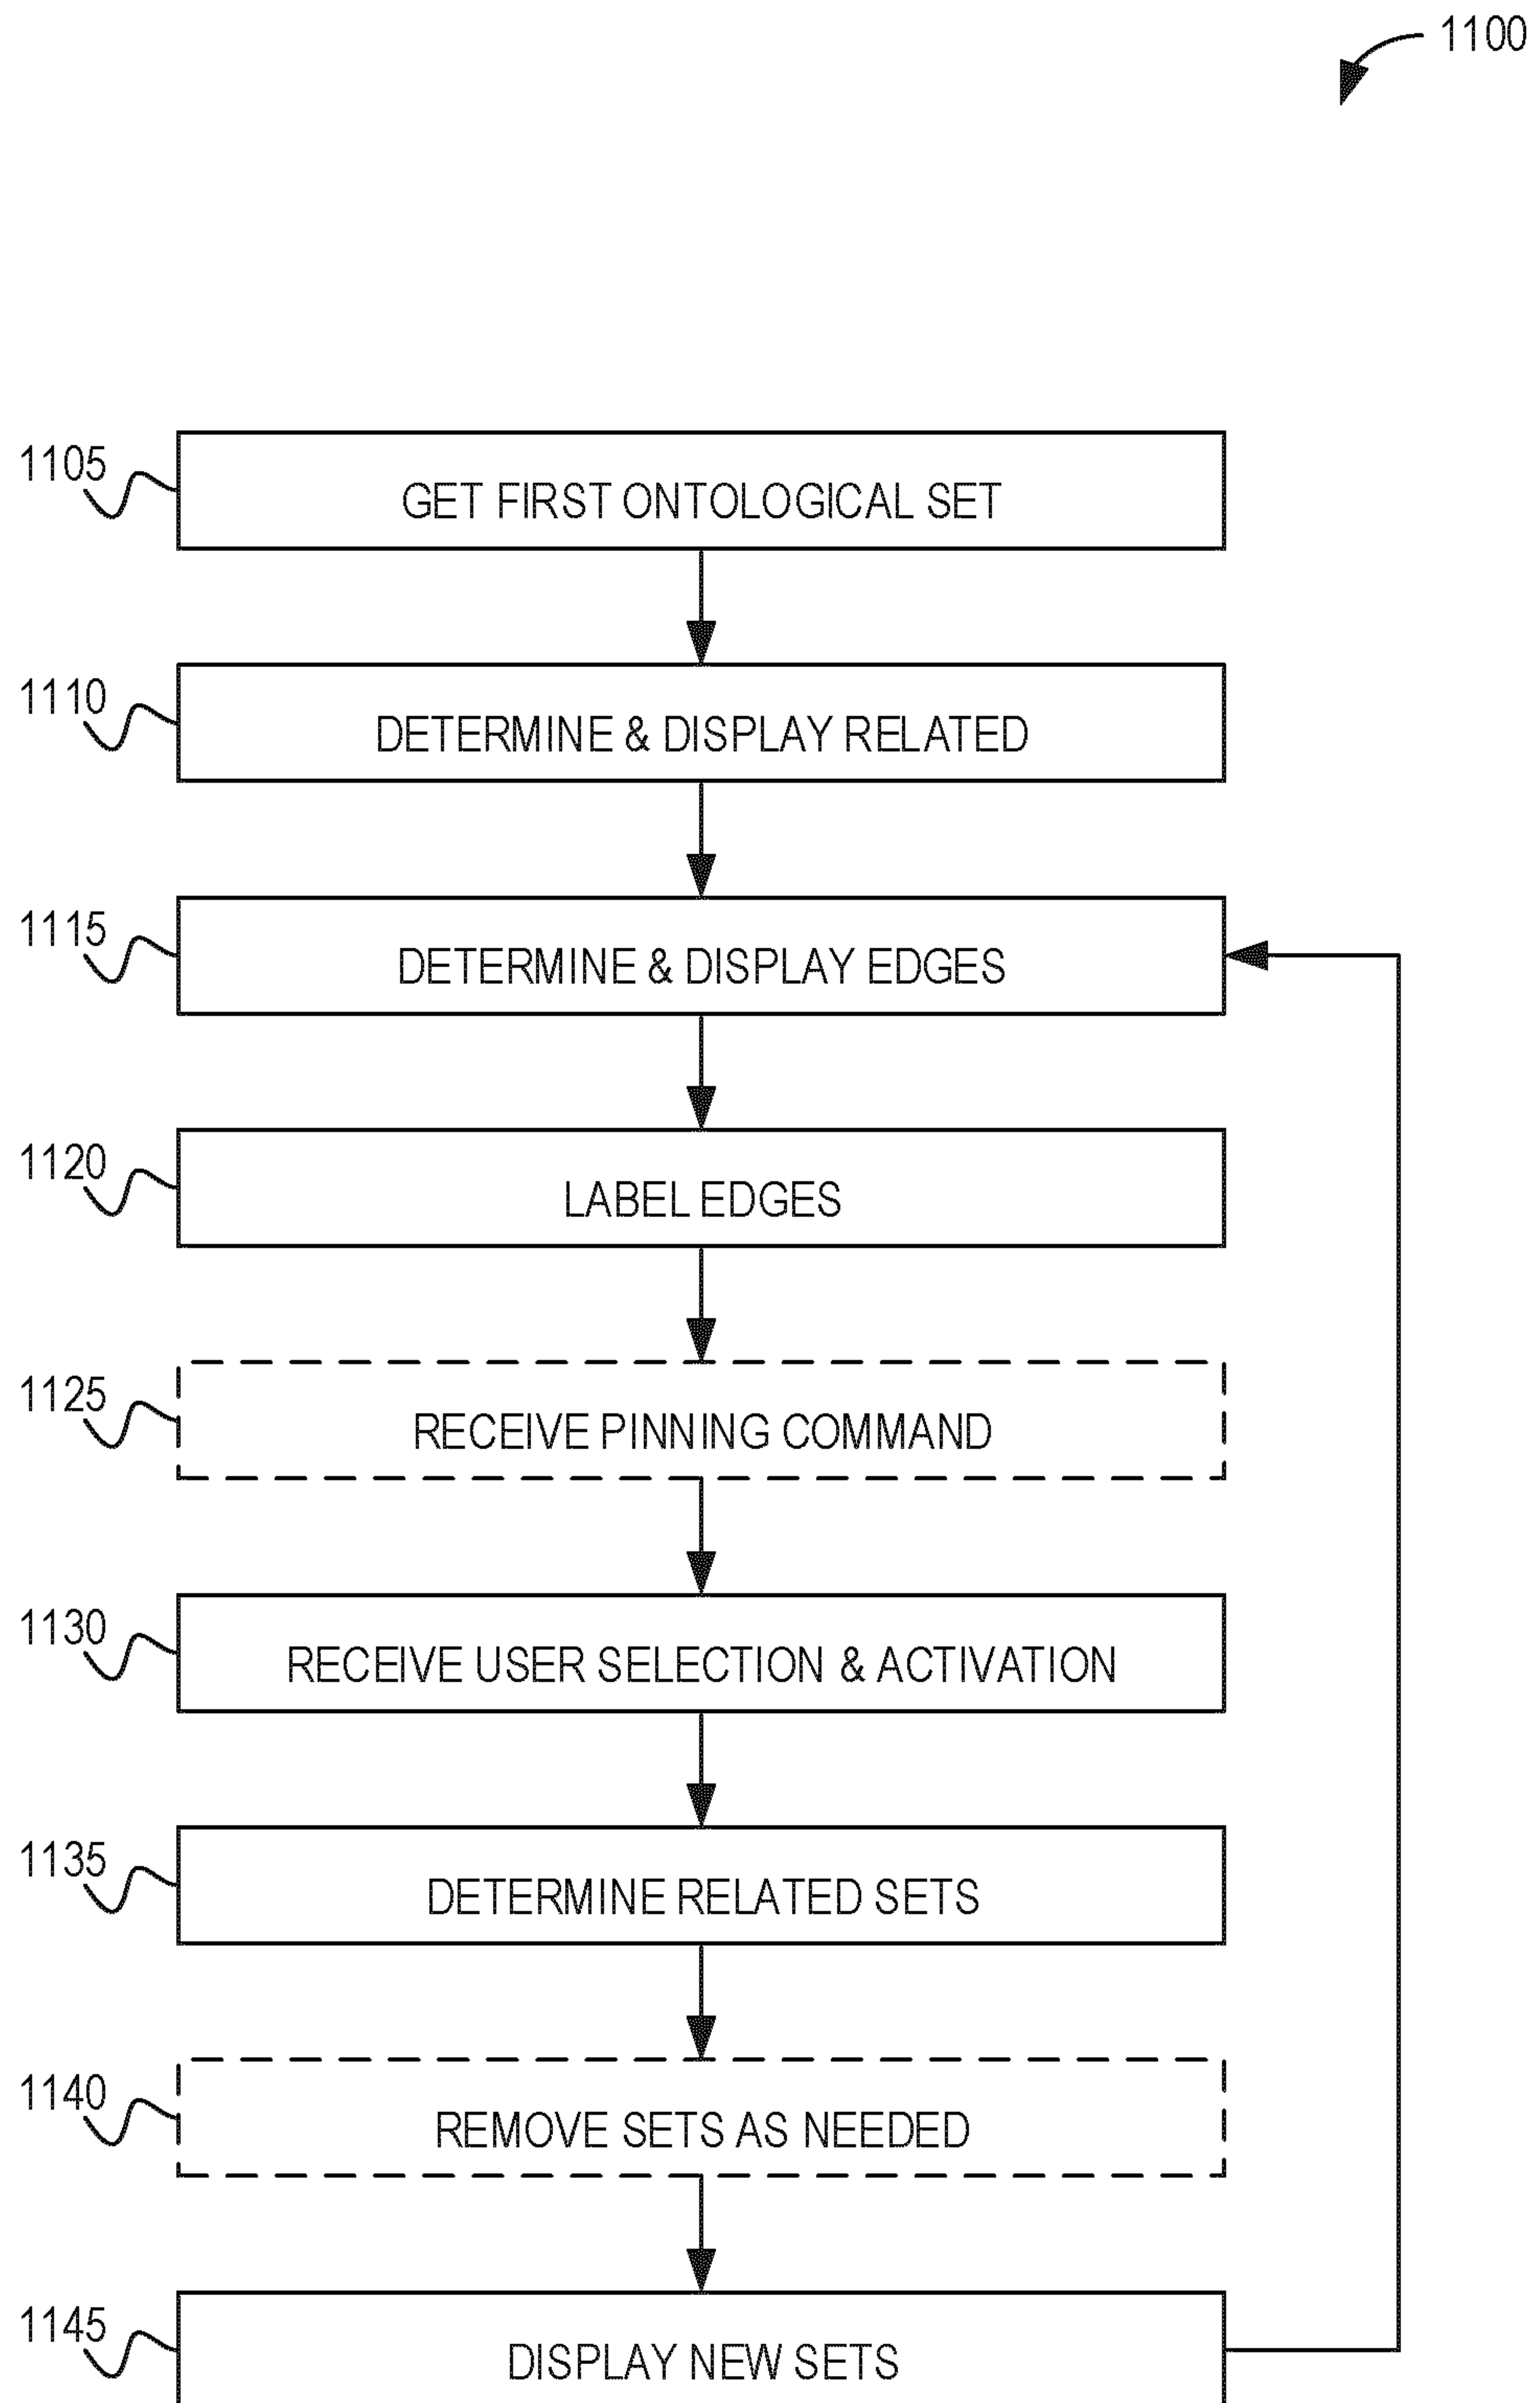 1100
1105
GET FIRST ONTOLOGICAL SET
1110
DETERMINE & DISPLAY RELATED
1115
DETERMINE & DISPLAY EDGES
1120
LABEL EDGES
1125
RECEIVE PINNING COMMAND
1130
RECEIVE USER SELECTION & ACTIVATION
1135
DETERMINE RELATED SETS
1140
REMOVE SETS AS NEEDED
1145
DISPLAY NEW SETS